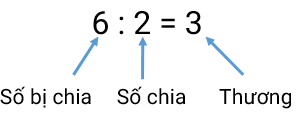 6 : 2 = 3
Số bị chia Số chia Thương